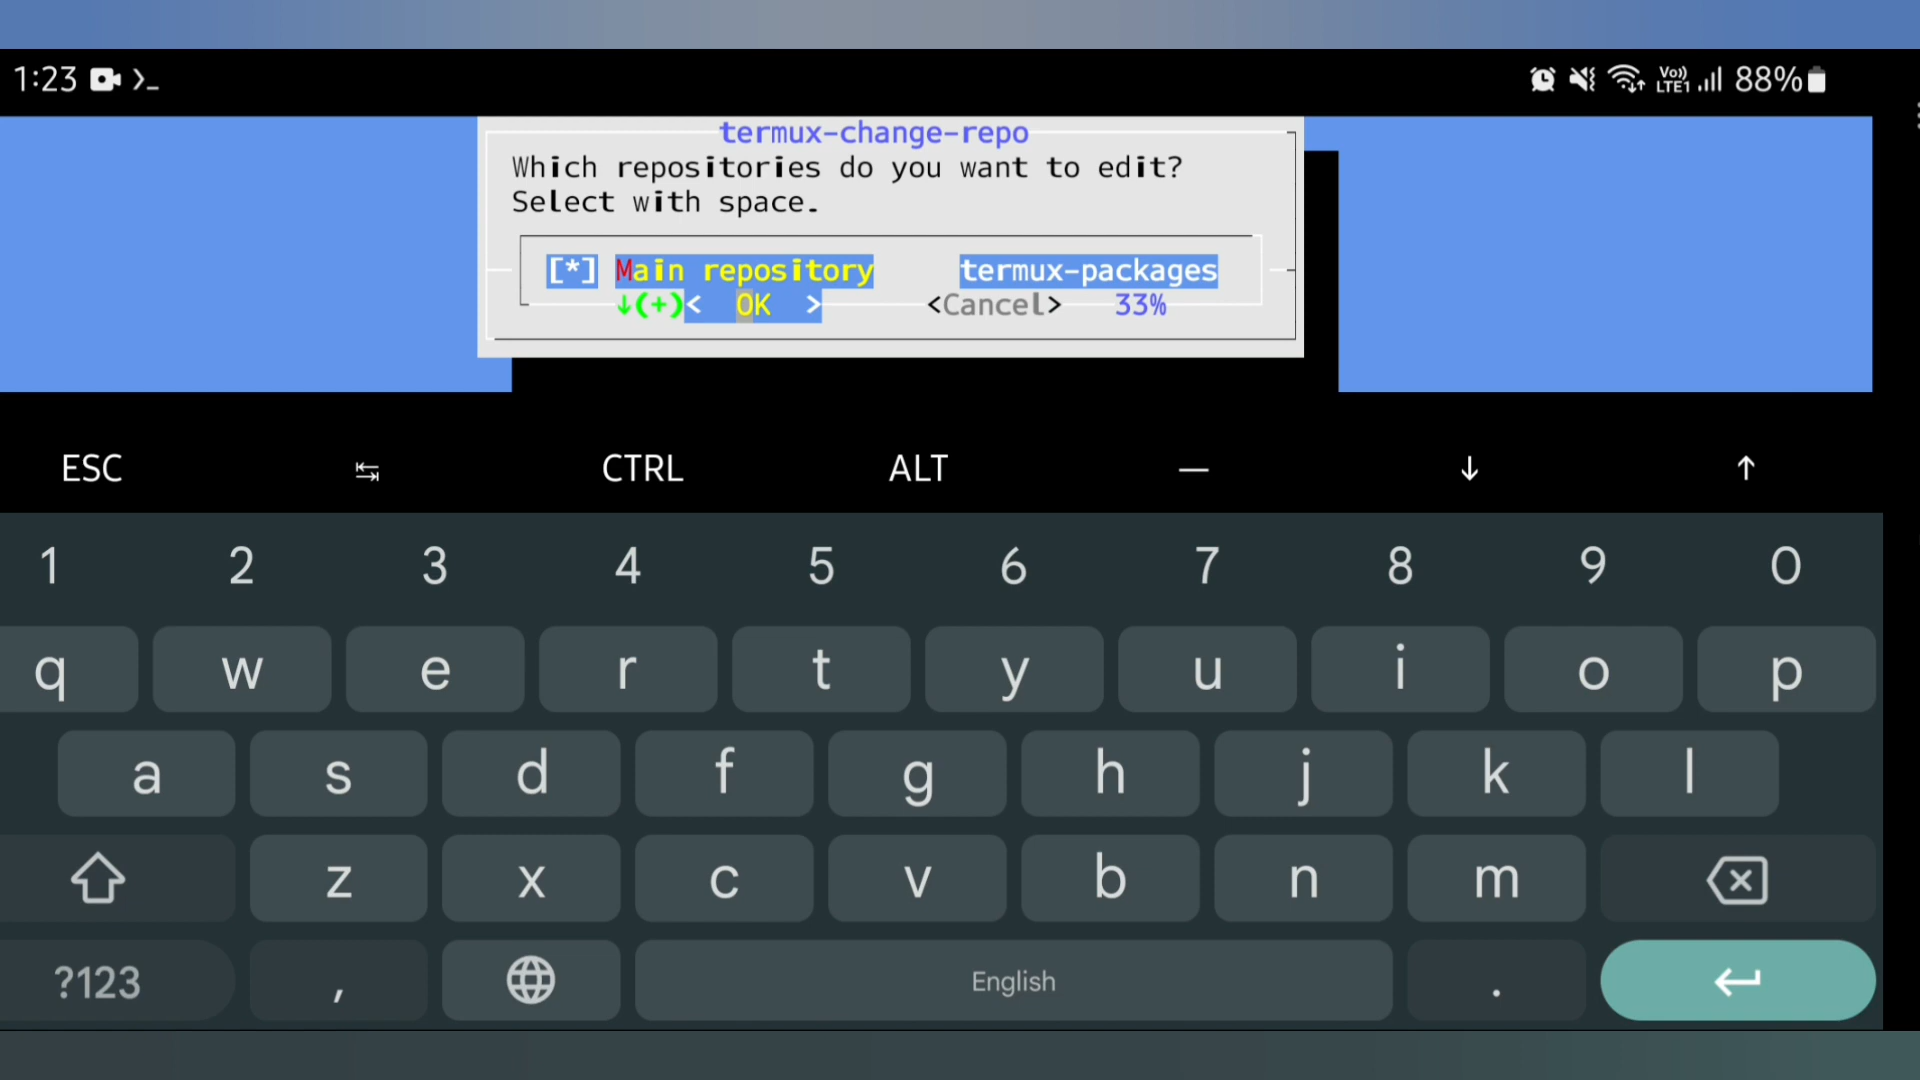 1:23 >_ Vo)) LTE1 88%
termux-change-repo
Which repositories do you want to edit?
Select with space.
[*] Main repository termux-packages
↓(+)< OK > <Cancel> 33%
ESC ↹ CTRL ALT — ↓ ↑
1 2 3 4 5 6 7 8 9 0
q w e r t y u i o p
a s d f g h j k l
z x c v b n m
?123 , English .